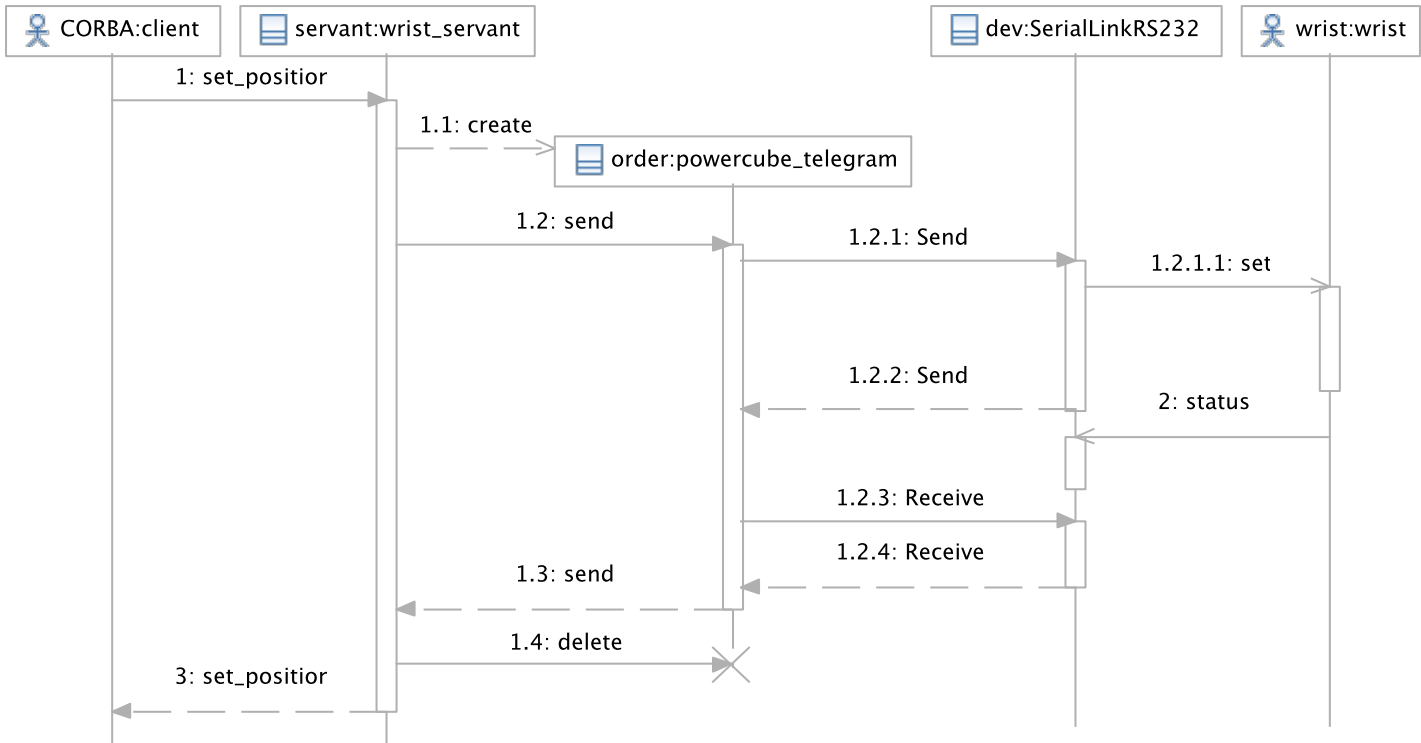 CORBA:client
servant:wrist_servant
dev:SerialLinkRS232
wrist:wrist
1: set_positior
1.1: create
order:powercube_telegram
1.2: send
1.2.1: Send
1.2.1.1: set
1.2.2: Send
2: status
1.2.3: Receive
1.2.4: Receive
1.3: send
1.4: delete
3: set_positior